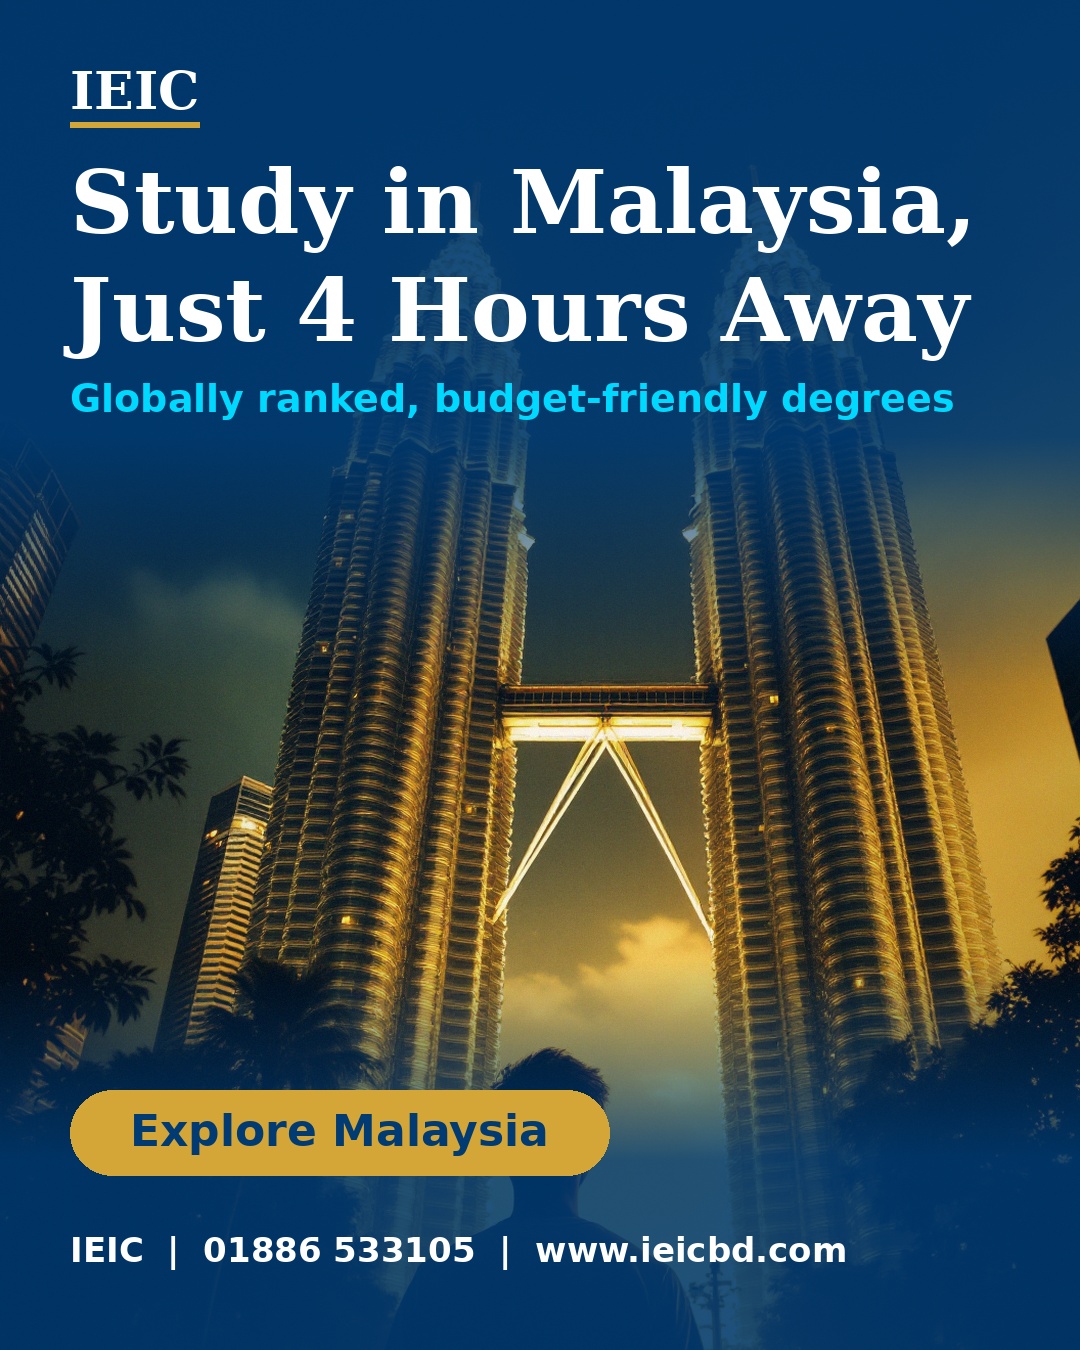 IEIC
Study in Malaysia,
Just 4 Hours Away
Globally ranked, budget-friendly degrees
Explore Malaysia
IEIC | 01886 533105 | www.ieicbd.com